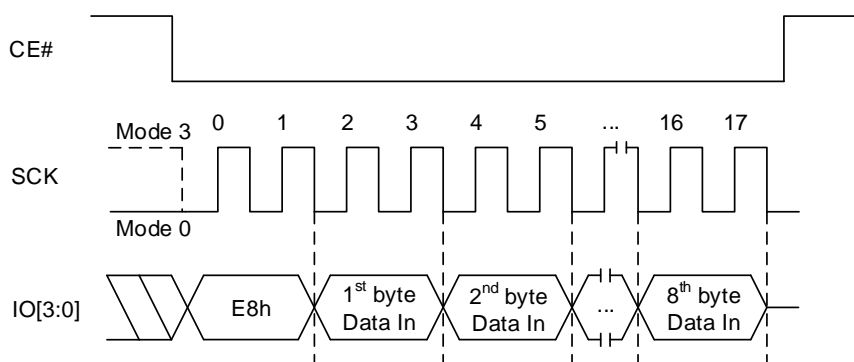 CE#
Mode 3
0 1 2 3 4 5 ... 16 17
SCK
Mode 0
IO[3:0]
E8h
1st byte
Data In
2nd byte
Data In
...
8th byte
Data In